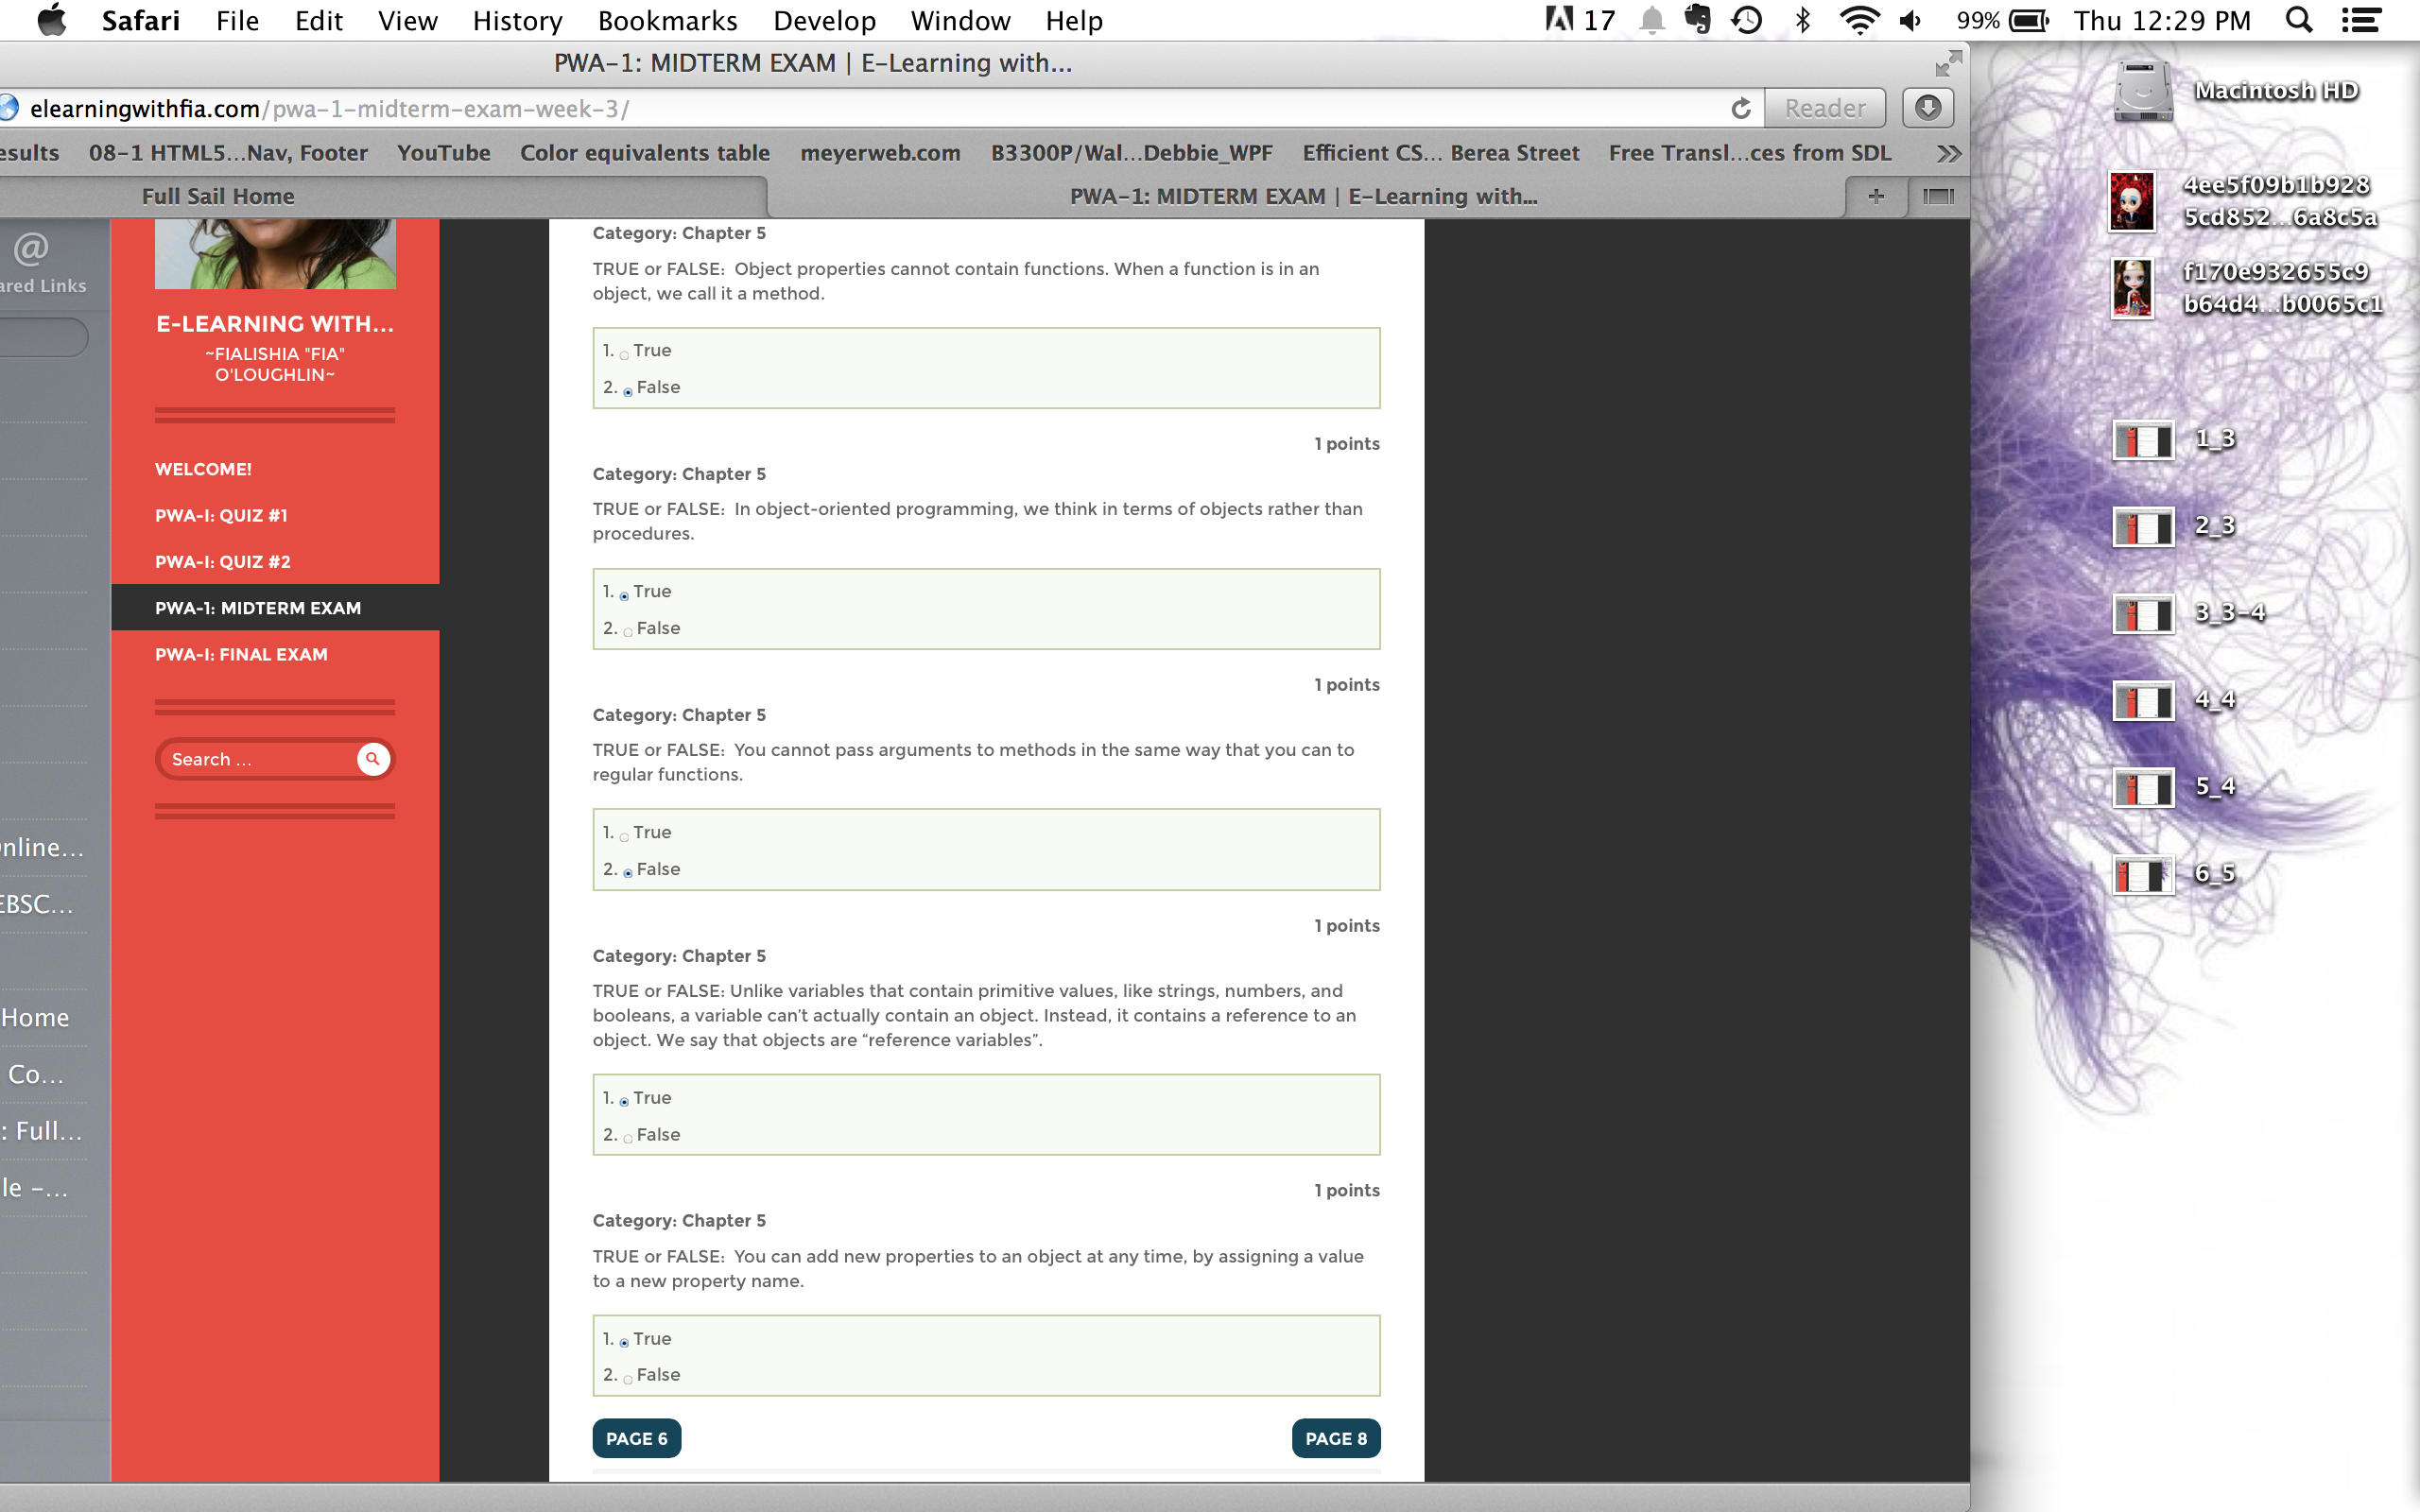 Safari File Edit View History Bookmarks Develop Window Help 17 99% Thu 12:29 PM
PWA-1: MIDTERM EXAM | E-Learning with...
elearningwithfia.com/pwa-1-midterm-exam-week-3/ Reader
esults 08-1 HTML5...Nav, Footer YouTube Color equivalents table meyerweb.com B3300P/Wal...Debbie_WPF Efficient CS... Berea Street Free Transl...ces from SDL
Full Sail Home PWA-1: MIDTERM EXAM | E-Learning with...
@
ared Links
nline...
EBSC...
Home
Co...
: Full...
le -...
E-LEARNING WITH...
~FIALISHIA "FIA"
O'LOUGHLIN~
WELCOME!
PWA-I: QUIZ #1
PWA-I: QUIZ #2
PWA-1: MIDTERM EXAM
PWA-I: FINAL EXAM
Search ...
Category: Chapter 5
TRUE or FALSE: Object properties cannot contain functions. When a function is in an
object, we call it a method.
1. True
2. False
1 points
Category: Chapter 5
TRUE or FALSE: In object-oriented programming, we think in terms of objects rather than
procedures.
1. True
2. False
1 points
Category: Chapter 5
TRUE or FALSE: You cannot pass arguments to methods in the same way that you can to
regular functions.
1. True
2. False
1 points
Category: Chapter 5
TRUE or FALSE: Unlike variables that contain primitive values, like strings, numbers, and
booleans, a variable can't actually contain an object. Instead, it contains a reference to an
object. We say that objects are “reference variables”.
1. True
2. False
1 points
Category: Chapter 5
TRUE or FALSE: You can add new properties to an object at any time, by assigning a value
to a new property name.
1. True
2. False
PAGE 6 PAGE 8
Macintosh HD
4ee5f09b1b928
5cd852...6a8c5a
f170e932655c9
b64d4...b0065c1
1_3
2_3
3_3-4
4_4
5_4
6_5